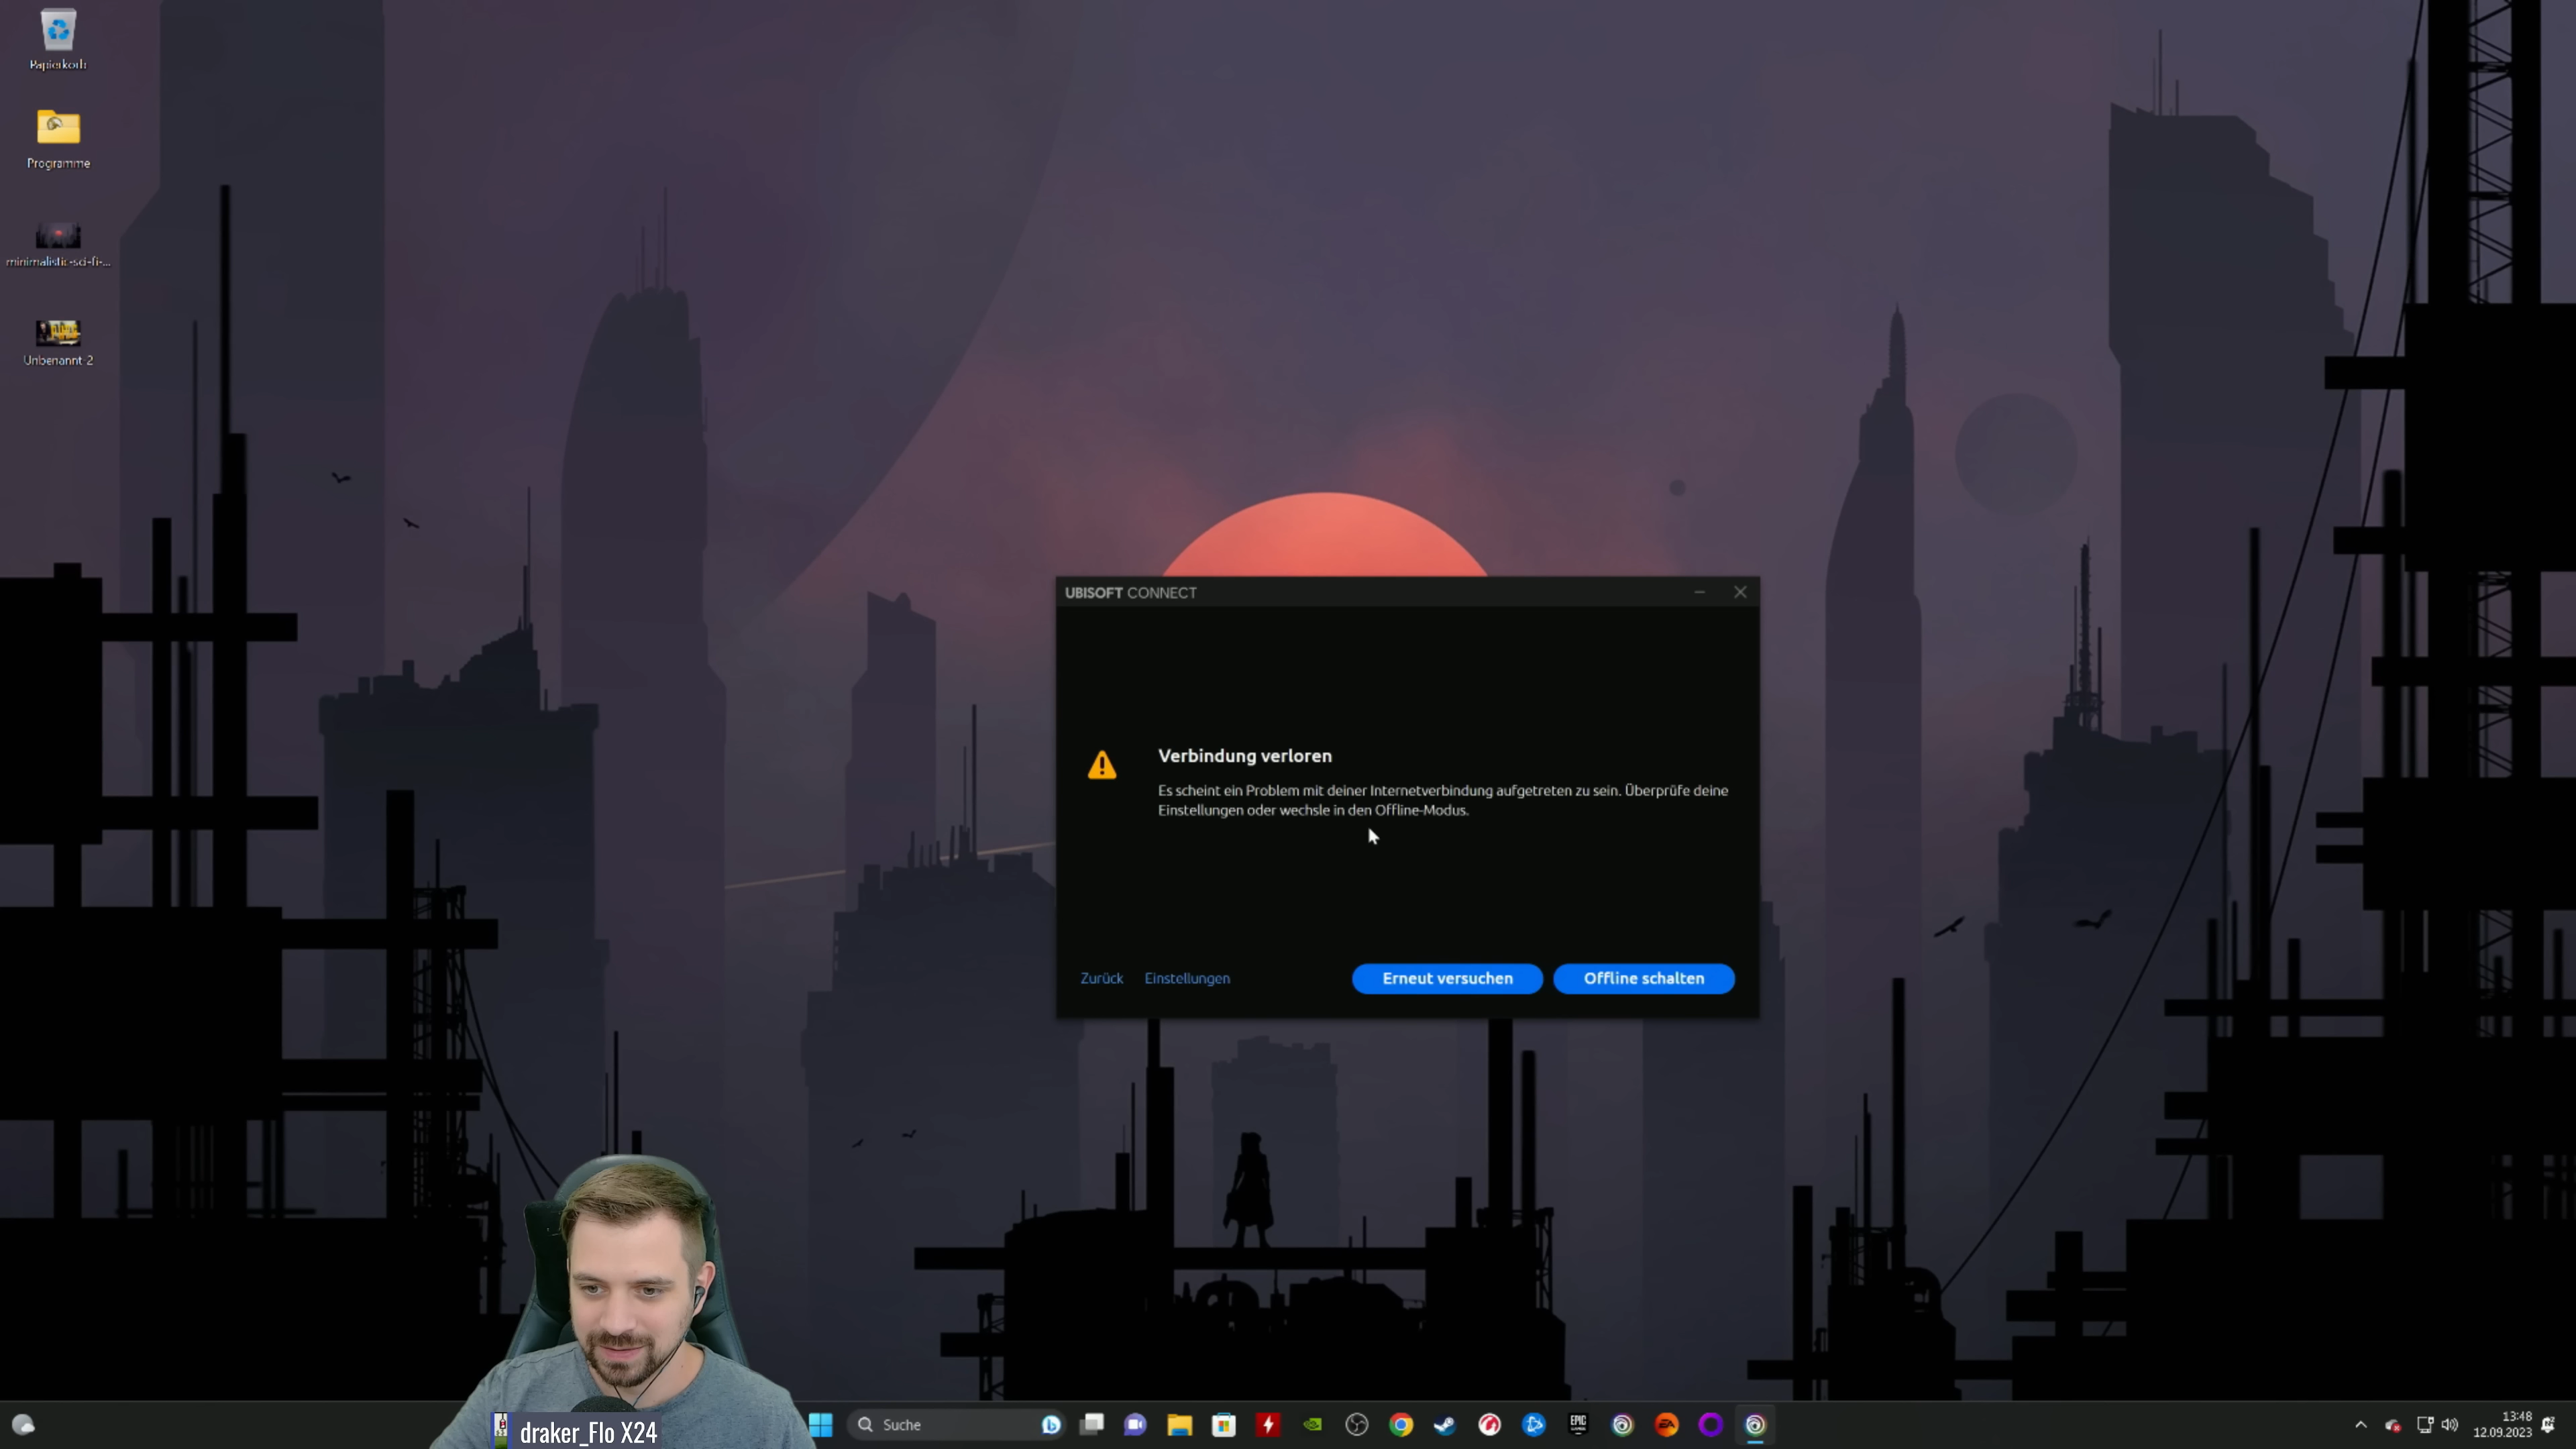 Papierkorb
Programme
minimalistic-sci-fi-...
Unbenannt-2
UBISOFT CONNECT
Verbindung verloren
Es scheint ein Problem mit deiner Internetverbindung aufgetreten zu sein. Überprüfe deine
Einstellungen oder wechsle in den Offline-Modus.
Zurück
Einstellungen
Erneut versuchen
Offline schalten
draker_Flo X24
Suche
EPIC
EA
13:48
12.09.2023